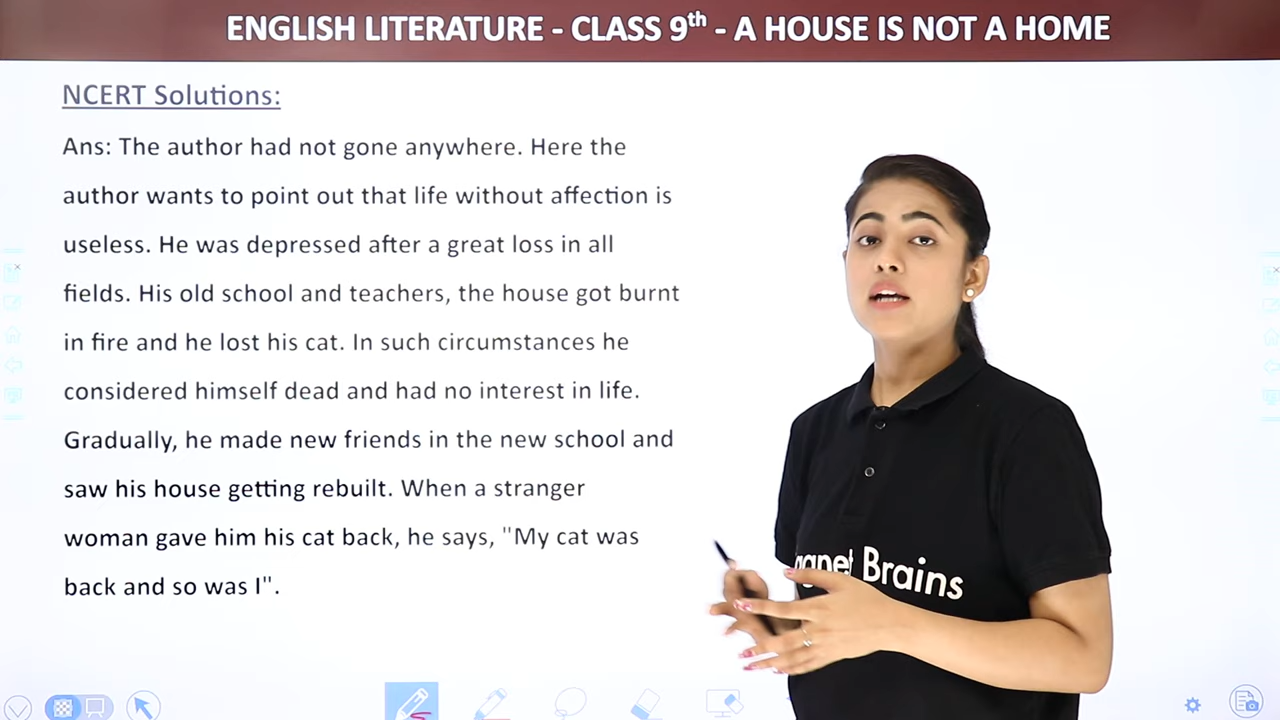 ENGLISH LITERATURE - CLASS 9th - A HOUSE IS NOT A HOME
NCERT Solutions:
Ans: The author had not gone anywhere. Here the
author wants to point out that life without affection is
useless. He was depressed after a great loss in all
fields. His old school and teachers, the house got burnt
in fire and he lost his cat. In such circumstances he
considered himself dead and had no interest in life.
Gradually, he made new friends in the new school and
saw his house getting rebuilt. When a stranger
woman gave him his cat back, he says, "My cat was
back and so was I".
agnet Brains